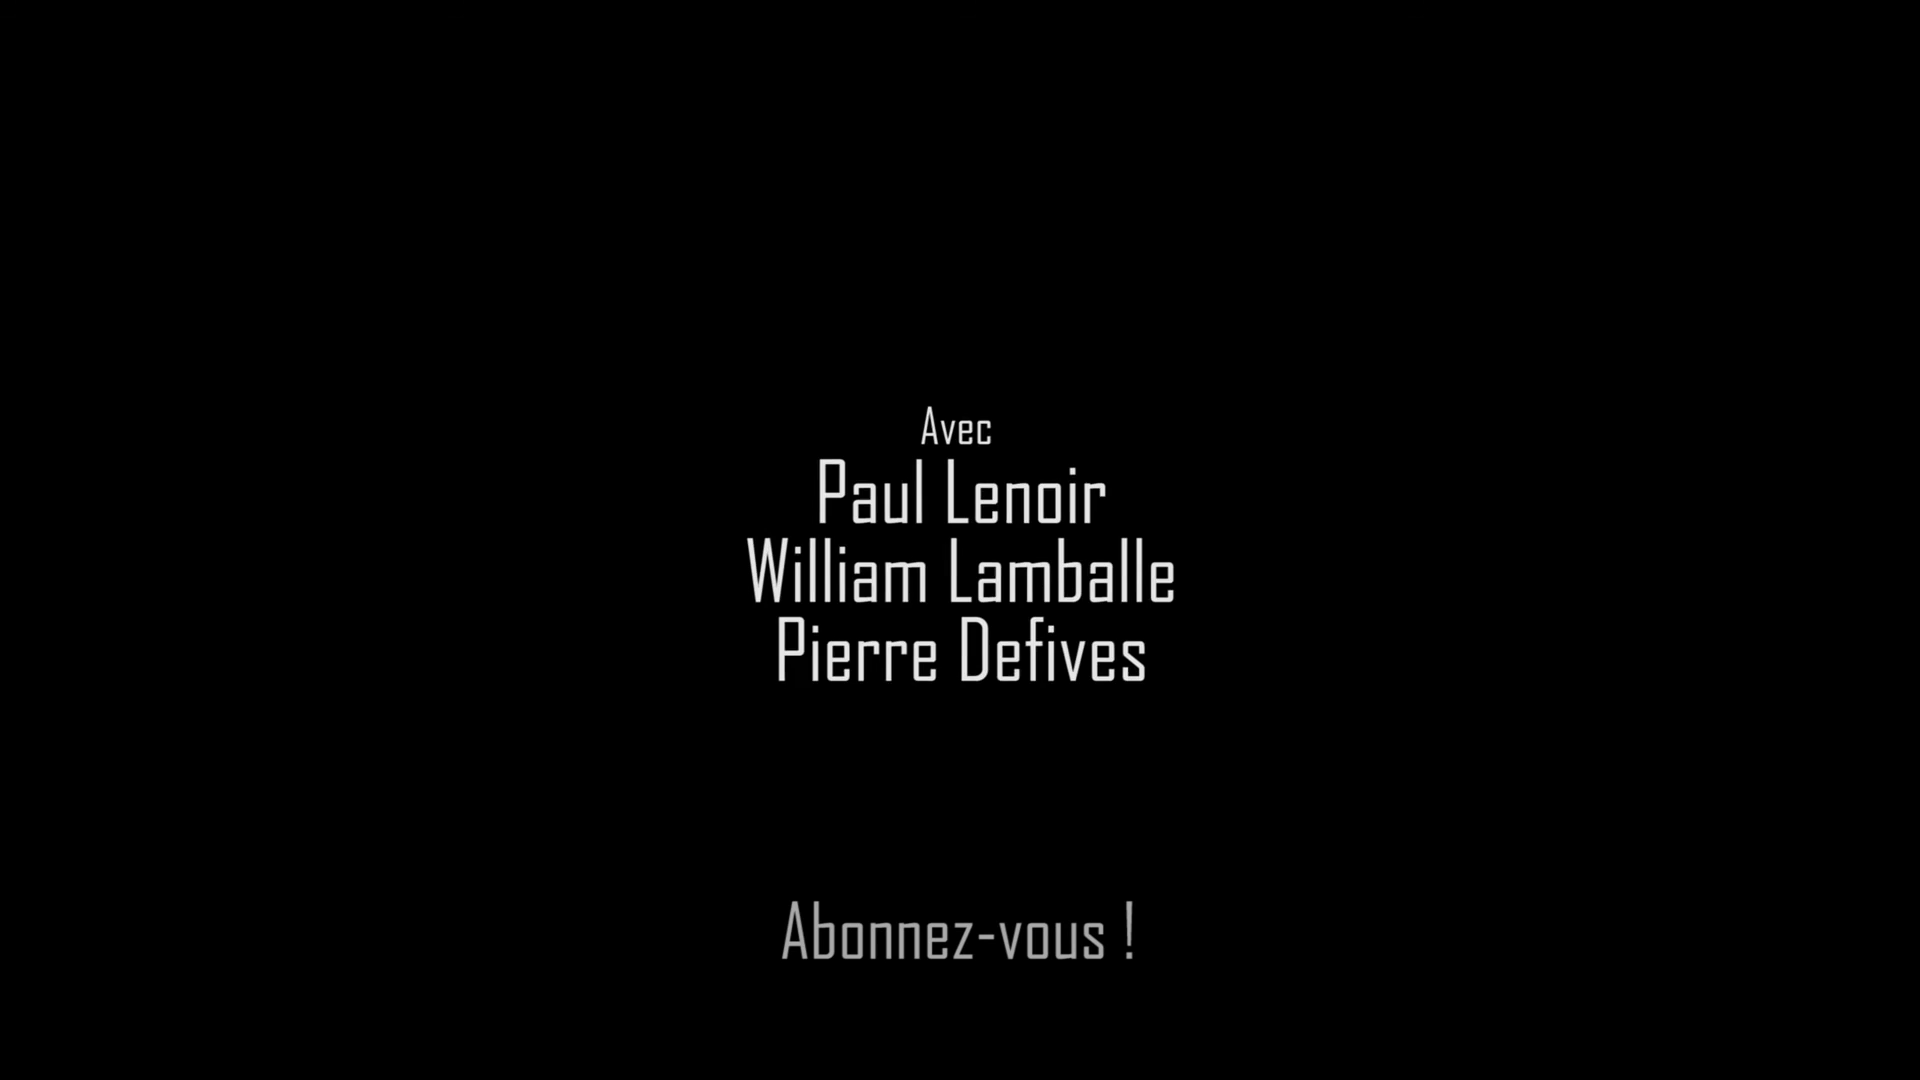 Avec
Paul Lenoir
William Lamballe
Pierre Defives
Abonnez-vous !